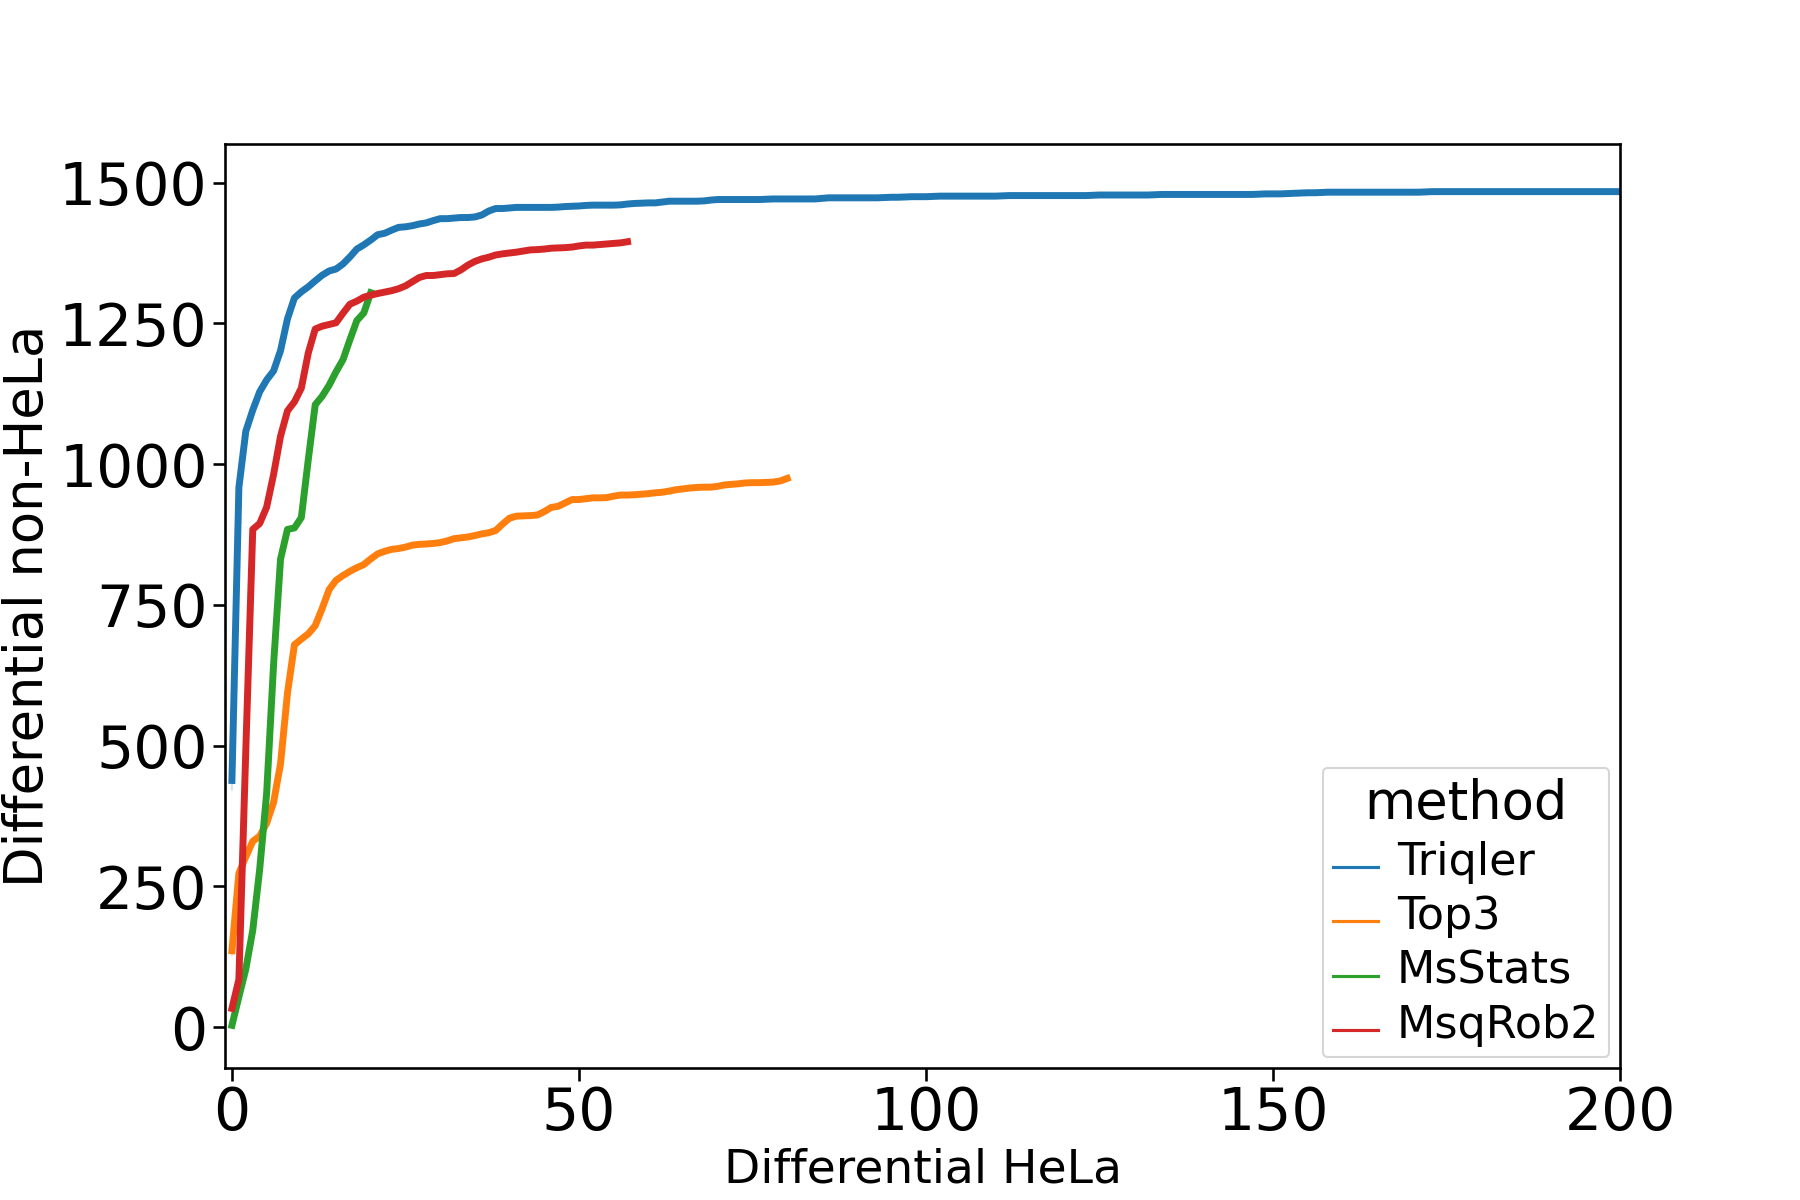 1500
1250
1000
750
500
250
0
Differential non-HeLa
0 50 100 150 200
Differential HeLa
method
Triqler
Top3
MsStats
MsqRob2